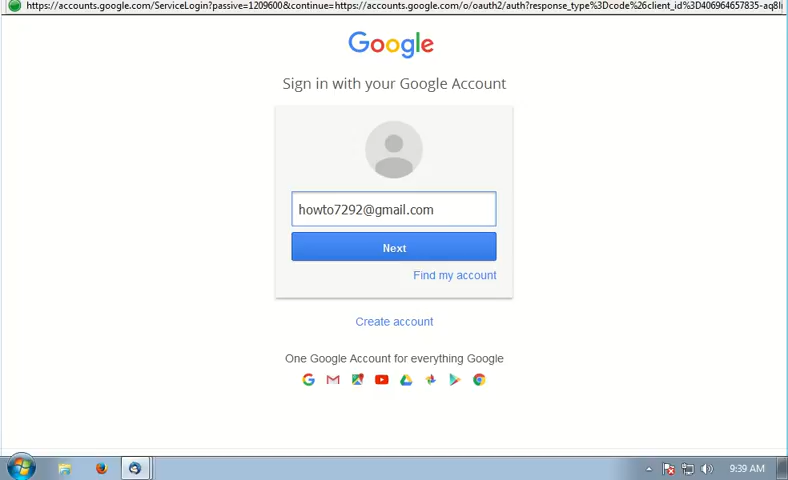 https://accounts.google.com/ServiceLogin?passive=1209600&continue=https://accounts.google.com/o/oauth2/auth?response_type%3Dcode%26client_id%3D406964657835-aq8l
Google
Sign in with your Google Account
howto7292@gmail.com
Next
Find my account
Create account
One Google Account for everything Google
9:39 AM